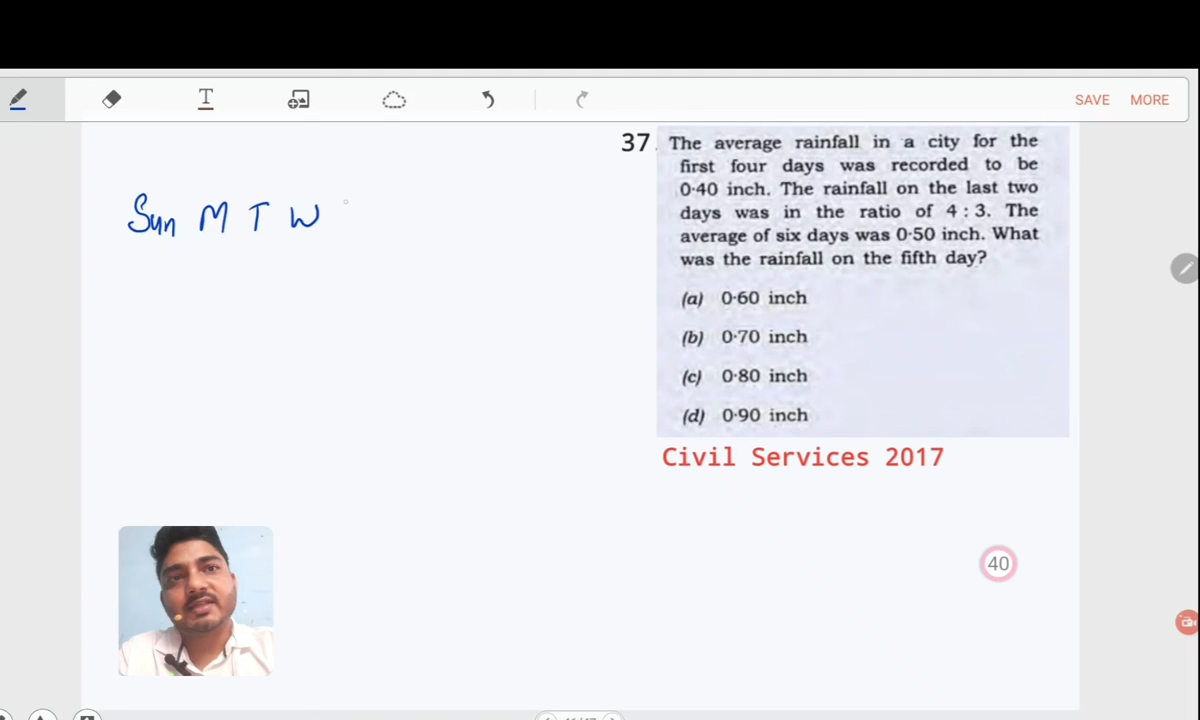 T SAVE MORE
37. The average rainfall in a city for the
first four days was recorded to be
0·40 inch. The rainfall on the last two
days was in the ratio of 4 : 3. The
average of six days was 0·50 inch. What
was the rainfall on the fifth day?
(a) 0·60 inch
(b) 0·70 inch
(c) 0·80 inch
(d) 0·90 inch
Civil Services 2017
Sun M T W
40